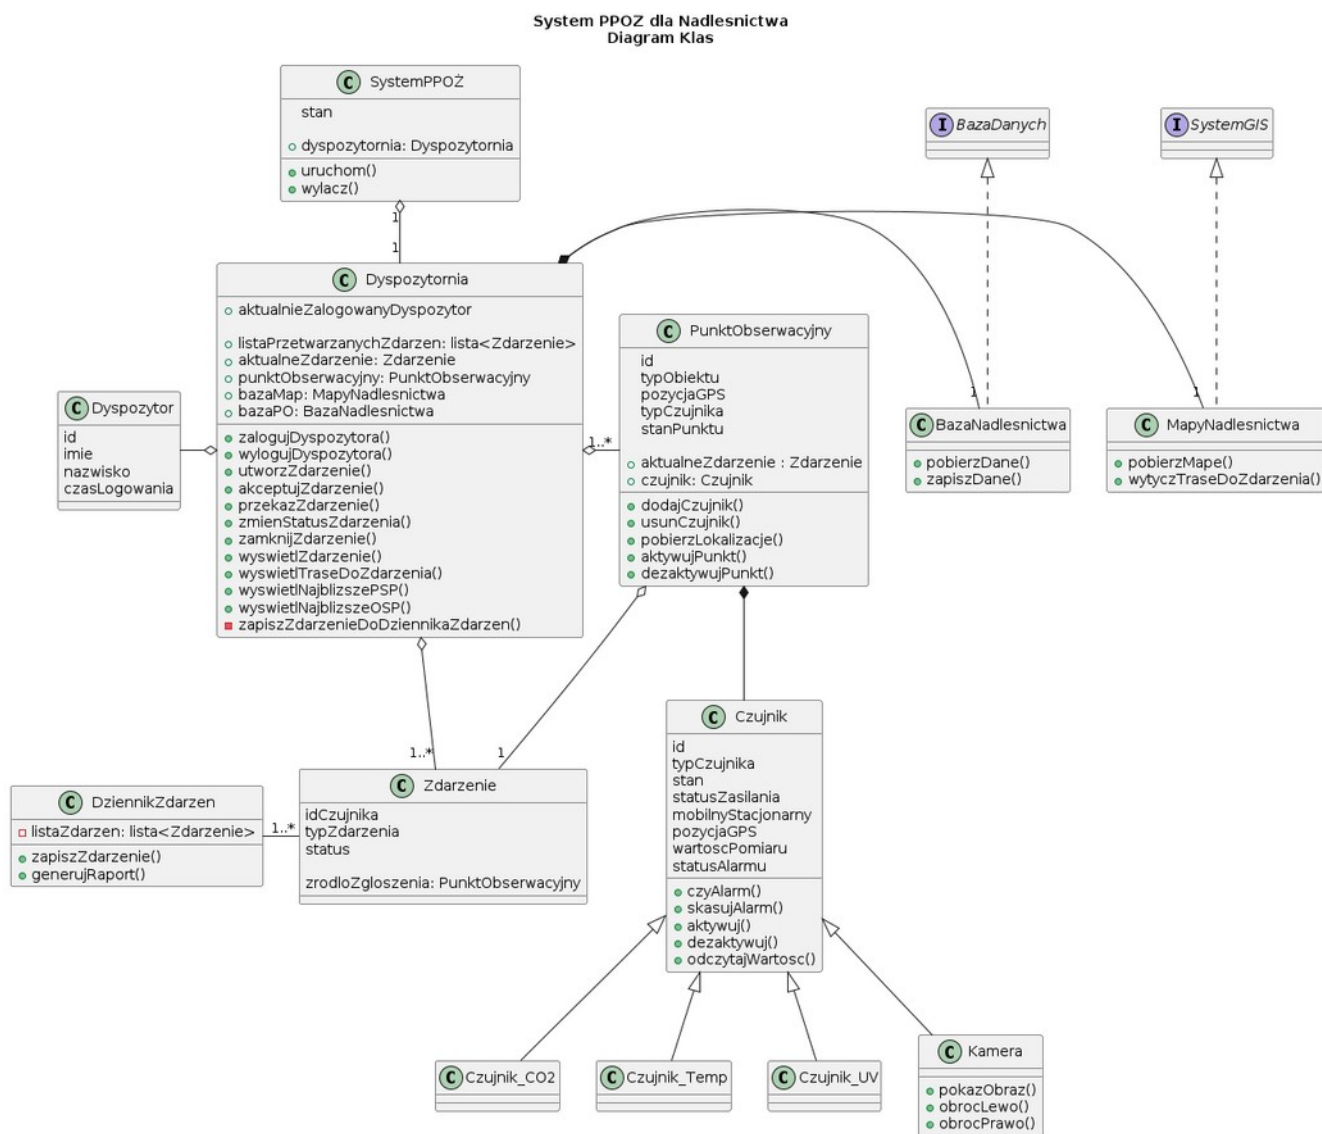 System PPOZ dla Nadlesnictwa
Diagram Klas
C SystemPPOŻ
stan
dyspozytornia: Dyspozytornia
uruchom()
wylacz()
I BazaDanych
I SystemGIS
1
1
C Dyspozytornia
aktualnieZalogowanyDyspozytor
listaPrzetwarzanychZdarzen: lista<Zdarzenie>
aktualneZdarzenie: Zdarzenie
punktObserwacyjny: PunktObserwacyjny
bazaMap: MapyNadlesnictwa
bazaPO: BazaNadlesnictwa
zalogujDyspozytora()
wylogujDyspozytora()
utworzZdarzenie()
akceptujZdarzenie()
przekazZdarzenie()
zmienStatusZdarzenia()
zamknijZdarzenie()
wyswietlZdarzenie()
wyswietlTraseDoZdarzenia()
wyswietlNajblizszePSP()
wyswietlNajblizszeOSP()
zapiszZdarzenieDoDziennikaZdarzen()
C PunktObserwacyjny
id
typObiektu
pozycjaGPS
typCzujnika
stanPunktu
aktualneZdarzenie : Zdarzenie
czujnik: Czujnik
dodajCzujnik()
usunCzujnik()
pobierzLokalizacje()
aktywujPunkt()
dezaktywujPunkt()
1..*
C Dyspozytor
id
imie
nazwisko
czasLogowania
1
C BazaNadlesnictwa
pobierzDane()
zapiszDane()
1
C MapyNadlesnictwa
pobierzMape()
wytyczTraseDoZdarzenia()
1..*
1
C Czujnik
id
typCzujnika
stan
statusZasilania
mobilnyStacjonarny
pozycjaGPS
wartoscPomiaru
statusAlarmu
czyAlarm()
skasujAlarm()
aktywuj()
dezaktywuj()
odczytajWartosc()
C DziennikZdarzen
listaZdarzen: lista<Zdarzenie>
zapiszZdarzenie()
generujRaport()
1..*
C Zdarzenie
idCzujnika
typZdarzenia
status
zrodloZgloszenia: PunktObserwacyjny
C Czujnik_CO2
C Czujnik_Temp
C Czujnik_UV
C Kamera
pokazObraz()
obrocLewo()
obrocPrawo()